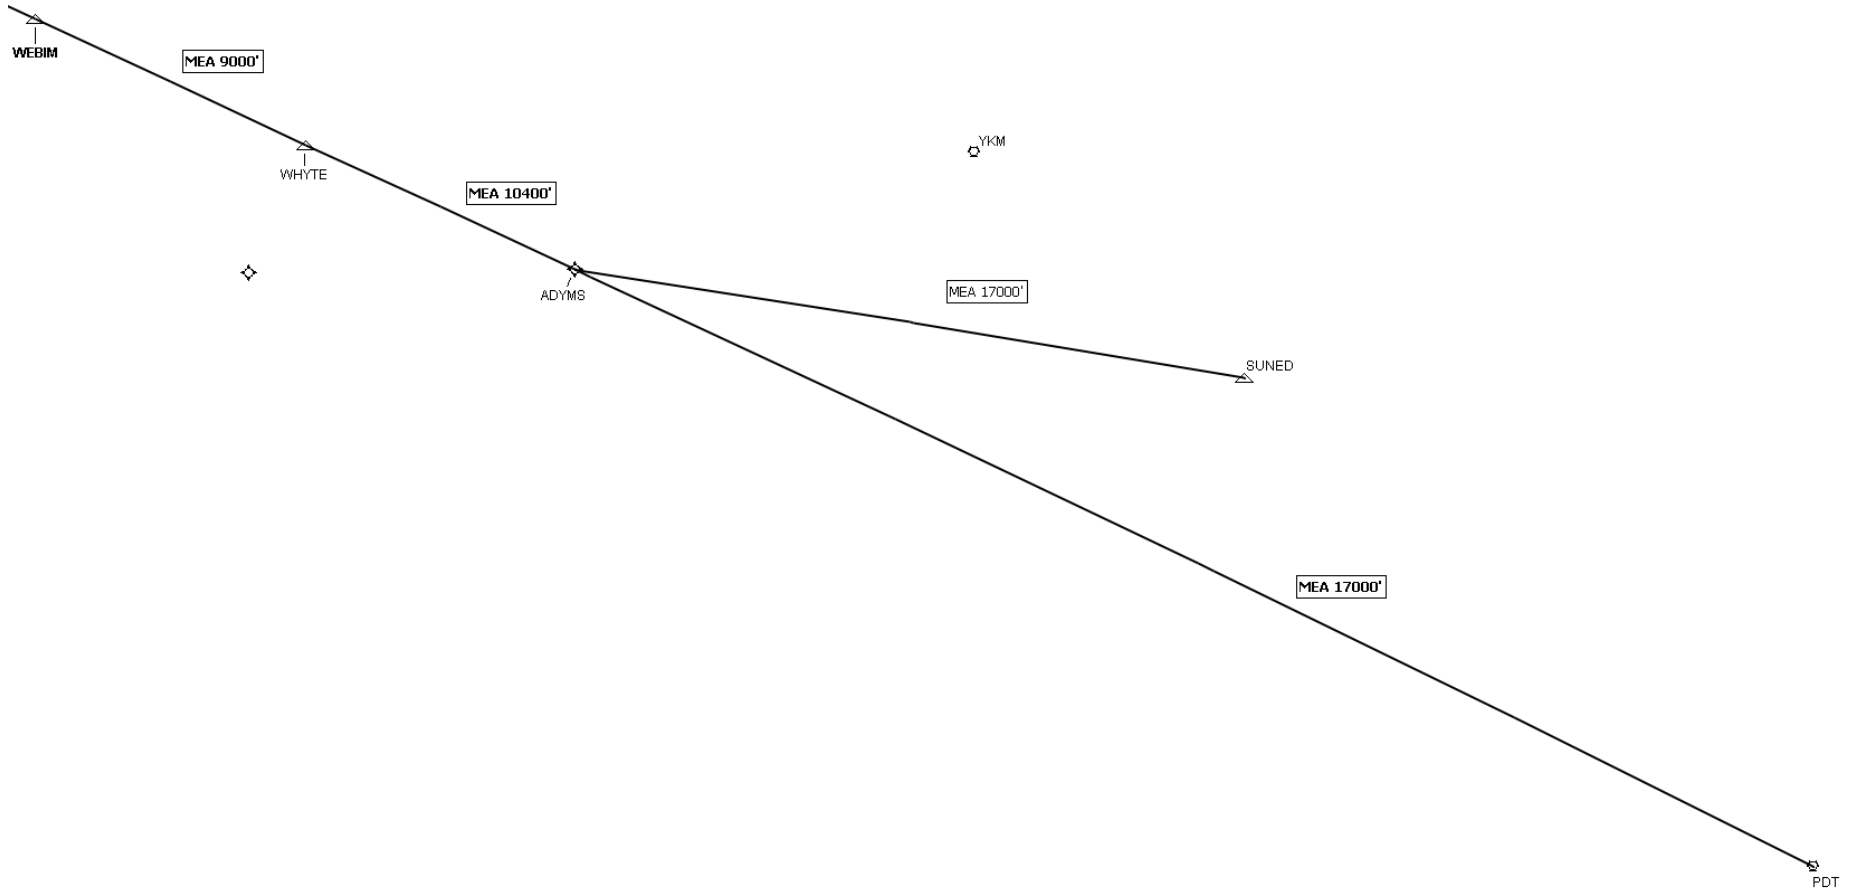 WEBIM
MEA 9000'
YKM
WHYTE
MEA 10400'
ADYMS
MEA 17000'
SUNED
MEA 17000'
PDT